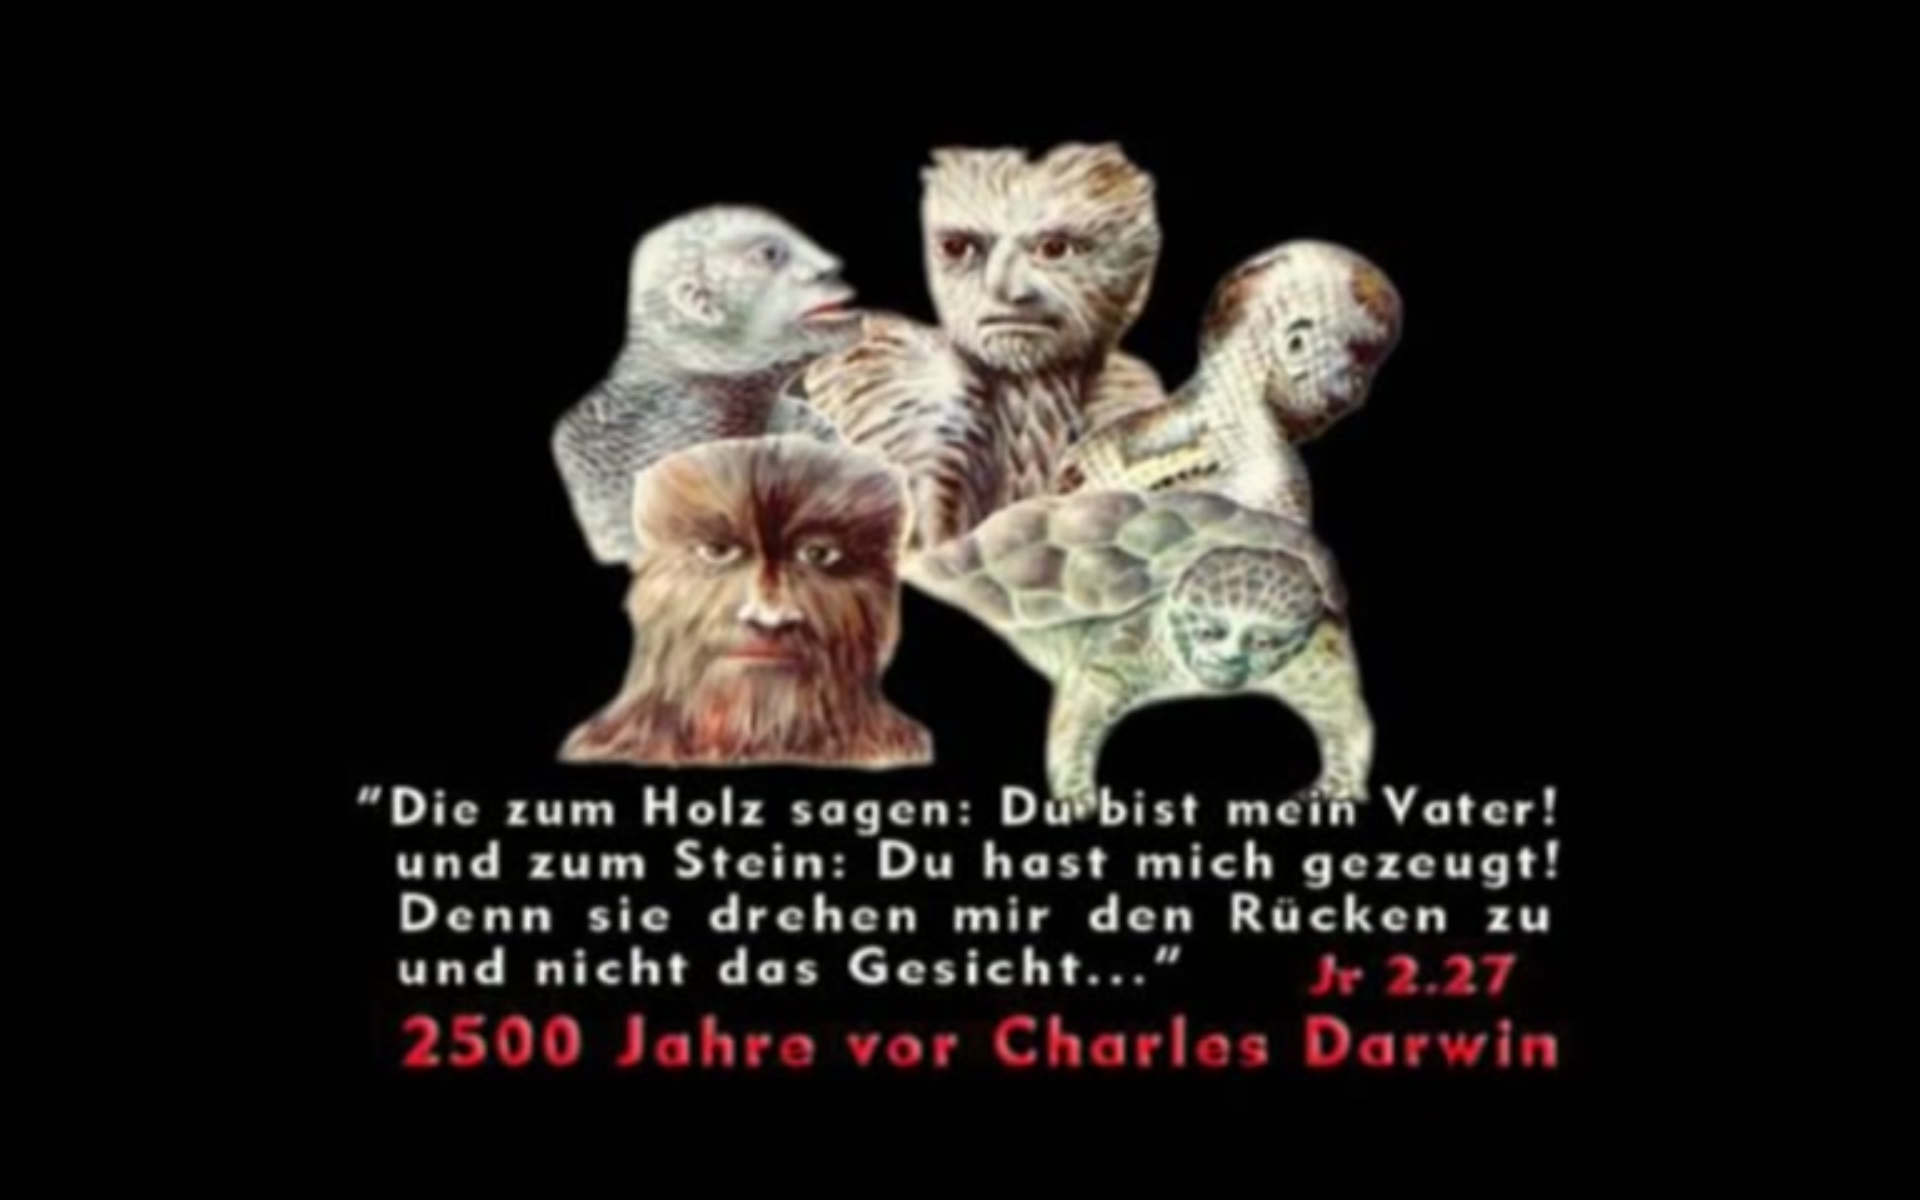 "Die zum Holz sagen: Du bist mein Vater!
und zum Stein: Du hast mich gezeugt!
Denn sie drehen mir den Rücken zu
und nicht das Gesicht..."
Jr 2.27
2500 Jahre vor Charles Darwin